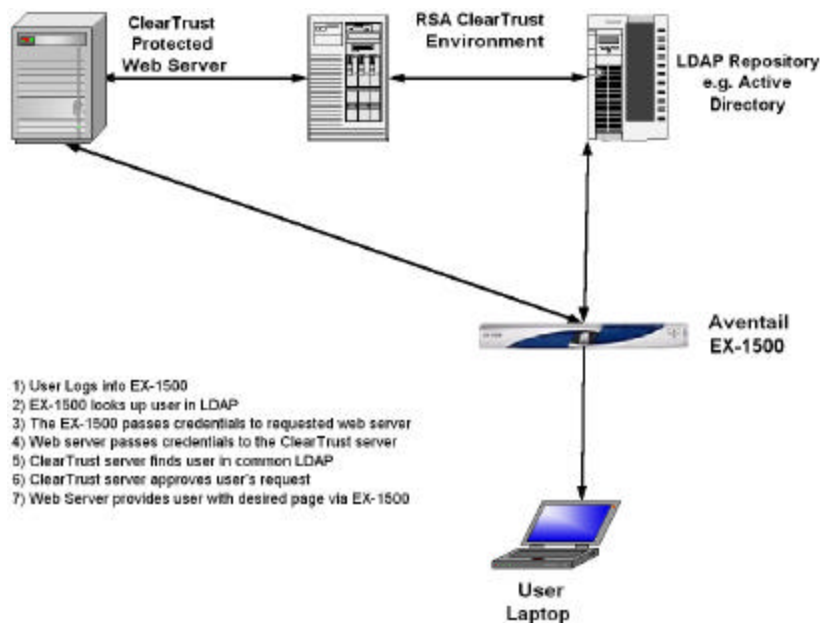 ClearTrust
Protected
Web Server
RSA ClearTrust
Environment
LDAP Repository
e.g. Active
Directory
Aventail
EX-1500
1) User Logs into EX-1500
2) EX-1500 looks up user in LDAP
3) The EX-1500 passes credentials to requested web server
4) Web server passes credentials to the ClearTrust server
5) ClearTrust server finds user in common LDAP
6) ClearTrust server approves user's request
7) Web Server provides user with desired page via EX-1500
User
Laptop